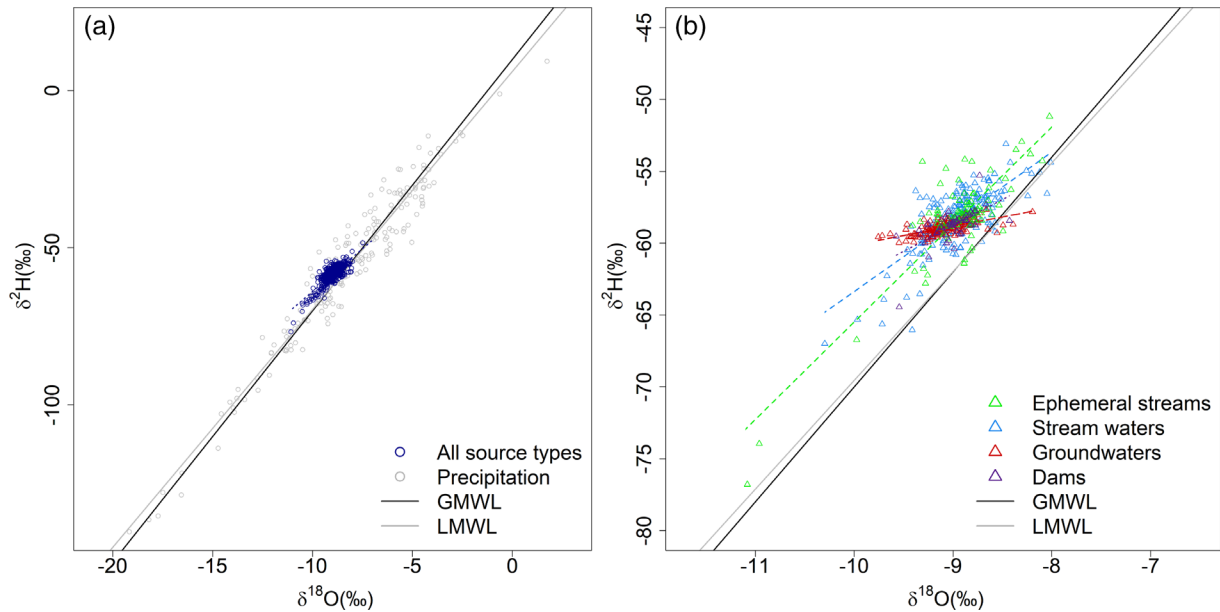 (a)
0
-50
-100
δ²H(‰)
-20 -15 -10 -5 0
δ¹⁸O(‰)
All source types
Precipitation
GMWL
LMWL
(b)
-45
-50
-55
-60
-65
-70
-75
-80
δ²H(‰)
-11 -10 -9 -8 -7
δ¹⁸O(‰)
Ephemeral streams
Stream waters
Groundwaters
Dams
GMWL
LMWL